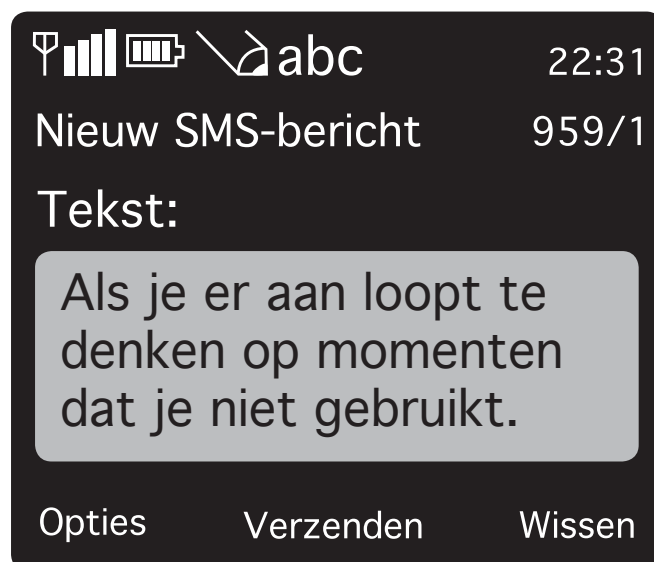 abc 22:31
Nieuw SMS-bericht 959/1
Tekst:
Als je er aan loopt te
denken op momenten
dat je niet gebruikt.
Opties Verzenden Wissen